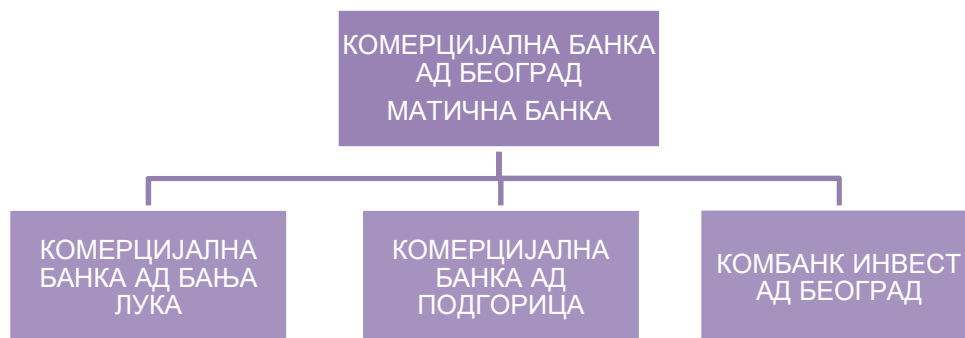 КОМЕРЦИЈАЛНА БАНКА
АД БЕОГРАД
МАТИЧНА БАНКА
КОМЕРЦИЈАЛНА
БАНКА АД БАЊА
ЛУКА
КОМЕРЦИЈАЛНА
БАНКА АД
ПОДГОРИЦА
КОМБАНК ИНВЕСТ
АД БЕОГРАД